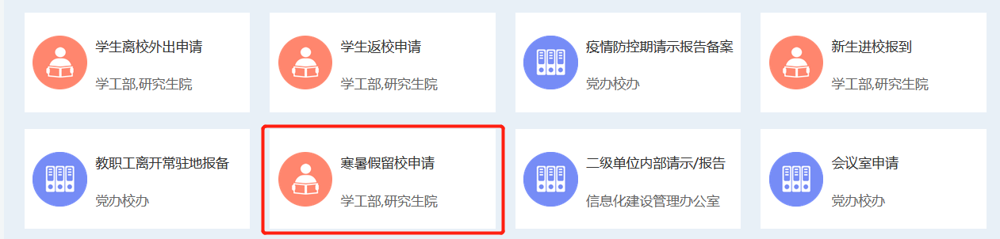 学生离校外出申请
学工部,研究生院
学生返校申请
学工部,研究生院
疫情防控期请示报告备案
党办校办
新生进校报到
学工部,研究生院
教职工离开常驻地报备
党办校办
寒暑假留校申请
学工部,研究生院
二级单位内部请示/报告
信息化建设管理办公室
会议室申请
党办校办